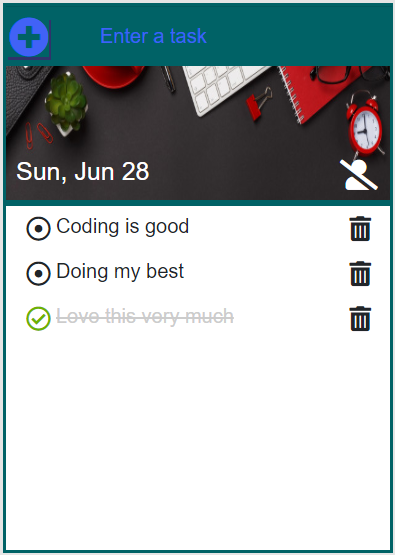 Enter a task
Sun, Jun 28
Coding is good
Doing my best
Love this very much